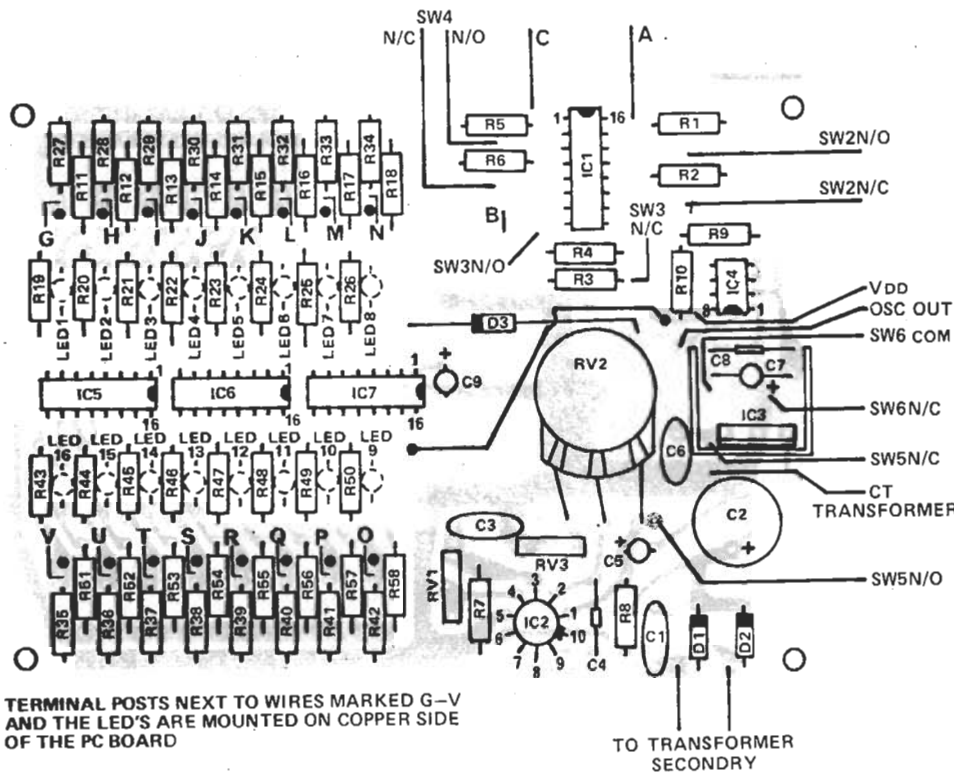 SW4
N/C N/O C A
1 16
R27 R28 R29 R30 R31 R32 R33 R34
R11 R12 R13 R14 R15 R16 R17 R18
R5 IC1 R1
R6 R2
SW2N/O
SW2N/C
G H I J K L M N
B
SW3
N/C
SW3N/O
R4
R3
R9
R10 IC4
8 1
R19 R20 R21 R22 R23 R24 R25 R26
LED1 LED2 LED3 LED4 LED5 LED6 LED7 LED8
D3
VDD
OSC OUT
SW6 COM
RV2
C8 C7
+
IC3
1 1 1
IC5 IC6 IC7
16 16 16
+
C9
SW6N/C
SW5N/C
CT
TRANSFORMER
C6
C2
+
LED LED LED LED LED LED LED LED
16 15 14 13 12 11 10 9
R43 R44 R45 R46 R47 R48 R49 R50
V U T S R Q P O
R51 R52 R53 R54 R55 R56 R57 R58
R35 R36 R37 R38 R39 R40 R41 R42
C3
RV3
RV1
R7
+
C5
SW5N/O
IC2
1 2 3 4 5 6 7 8 9 10
C4
R8
C1
D1 D2
TERMINAL POSTS NEXT TO WIRES MARKED G–V
AND THE LED'S ARE MOUNTED ON COPPER SIDE
OF THE PC BOARD
TO TRANSFORMER
SECONDRY